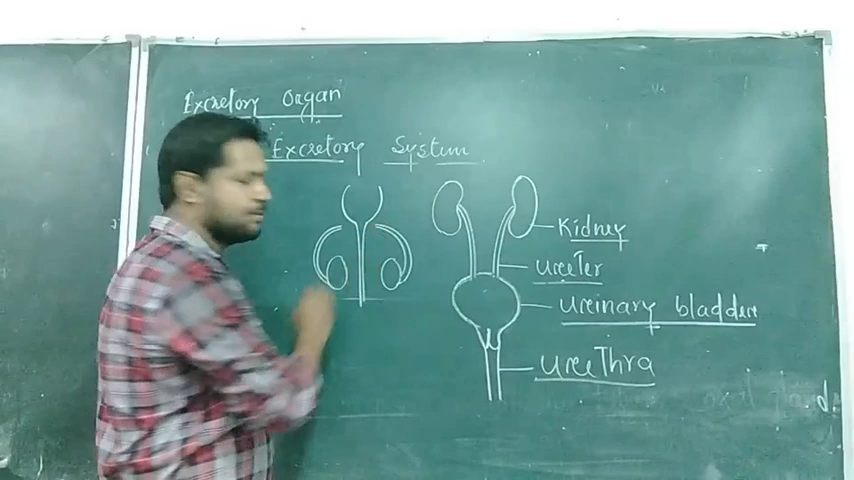 Excretory Organ
Excretory System
Kidney
Ureter
Urinary bladder
Urethra